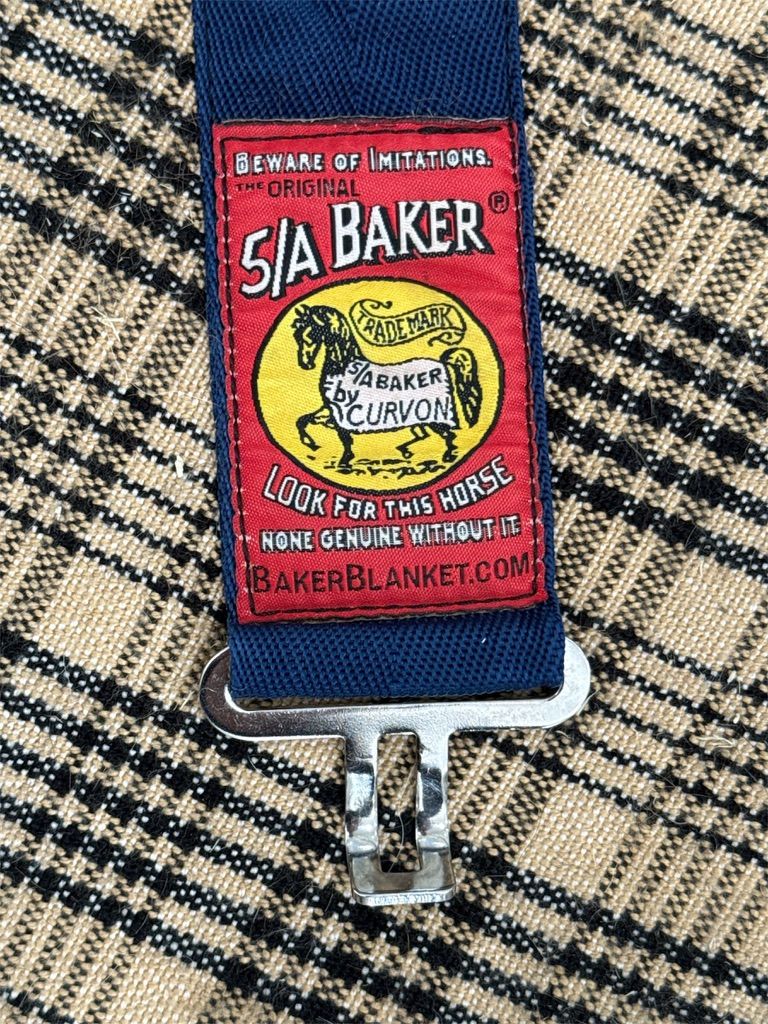 BEWARE OF IMITATIONS.
THE ORIGINAL
5/A BAKER ®
TRADEMARK
5/A BAKER
by
CURVON
LOOK FOR THIS HORSE
NONE GENUINE WITHOUT IT.
BAKERBLANKET.COM